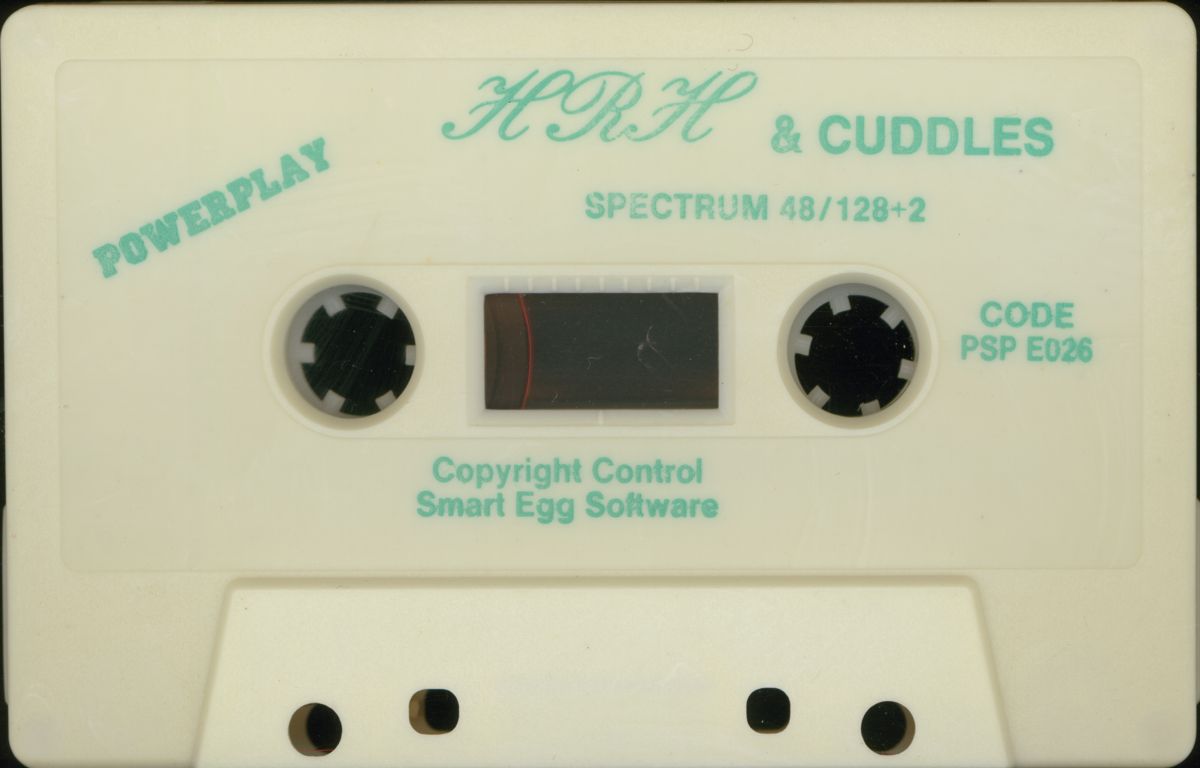 HRH & CUDDLES
POWERPLAY
SPECTRUM 48/128+2
CODE
PSP E026
Copyright Control
Smart Egg Software